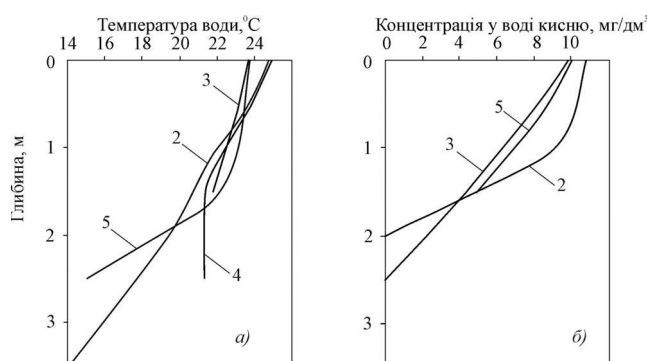 Температура води,⁰С
14 16 18 20 22 24
0
1
2
3
Глибина, м
3
2
5
4
а)
Концентрація у воді кисню, мг/дм³
0 2 4 6 8 10
0
1
2
3
5
3
2
б)